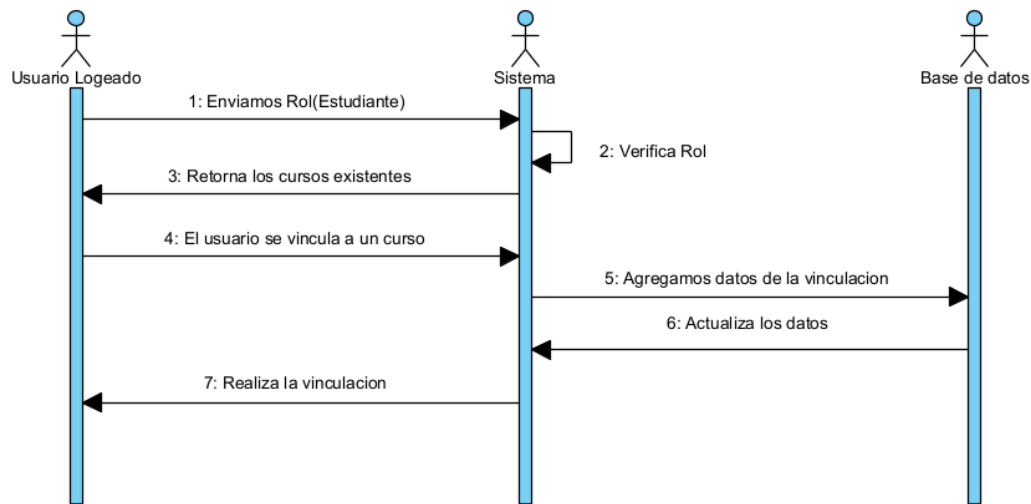 Usuario Logeado
Sistema
Base de datos
1: Enviamos Rol(Estudiante)
2: Verifica Rol
3: Retorna los cursos existentes
4: El usuario se vincula a un curso
5: Agregamos datos de la vinculacion
6: Actualiza los datos
7: Realiza la vinculacion